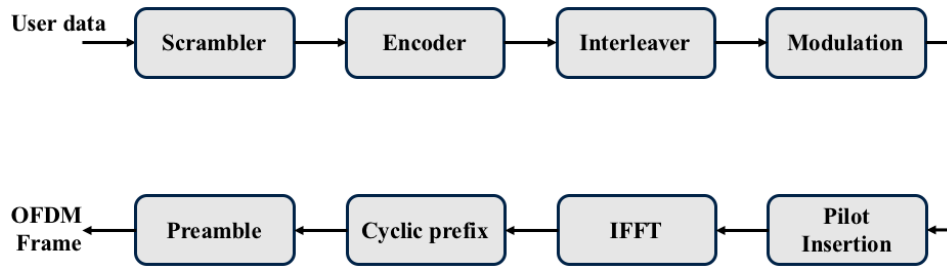 User data
Scrambler
Encoder
Interleaver
Modulation
OFDM
Frame
Preamble
Cyclic prefix
IFFT
Pilot
Insertion